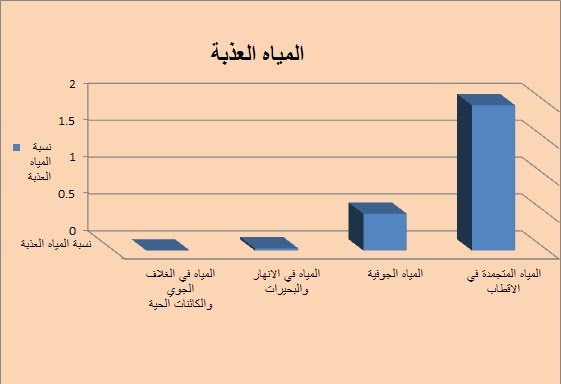 المياه العذبة
2
1.5
1
0.5
0
نسبة
المياه
العذبة
نسبة المياه العذبة
المياه المتجمدة في
الاقطاب
المياه الجوفية
المياه في الانهار
والبحيرات
المياه في الغلاف
الجوي
والكائنات الحية